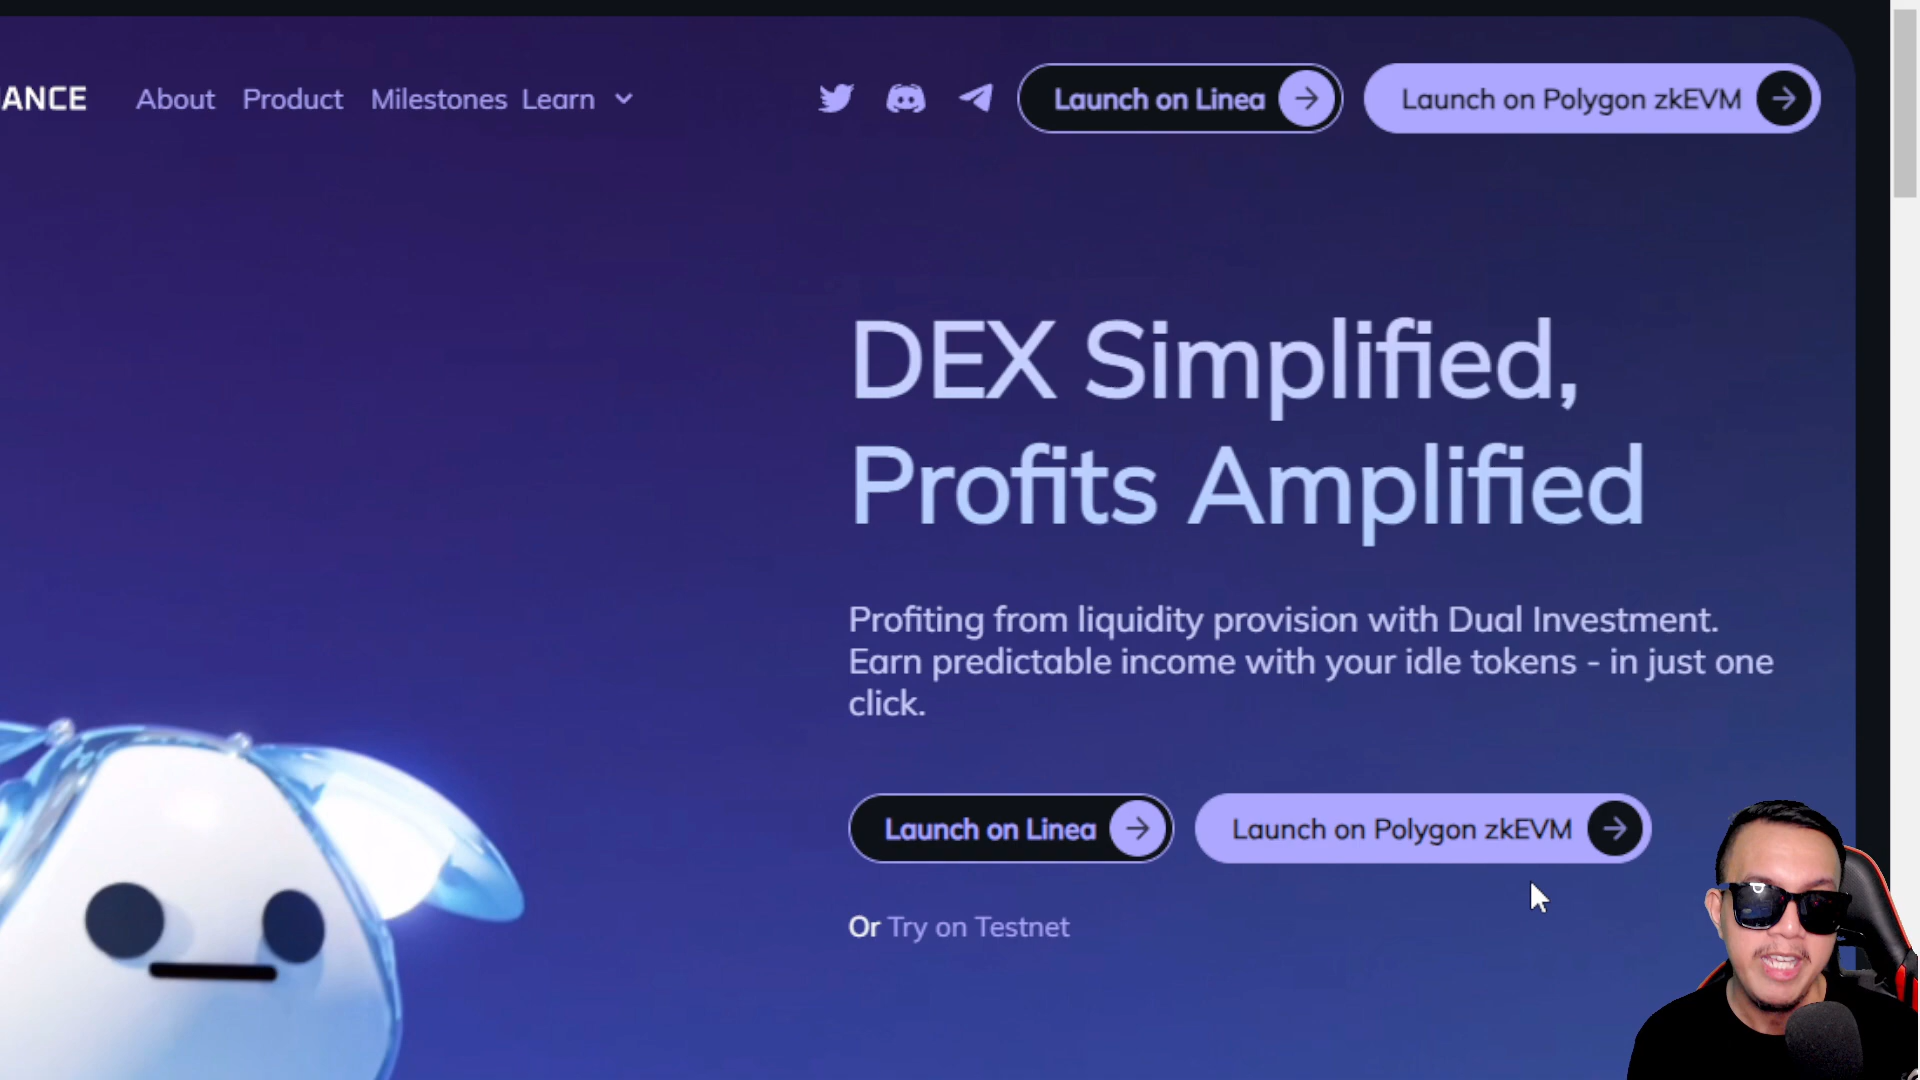 ANCE
About Product Milestones Learn
Launch on Linea
Launch on Polygon zkEVM
DEX Simplified,
Profits Amplified
Profiting from liquidity provision with Dual Investment.
Earn predictable income with your idle tokens - in just one
click.
Launch on Linea
Launch on Polygon zkEVM
Or Try on Testnet